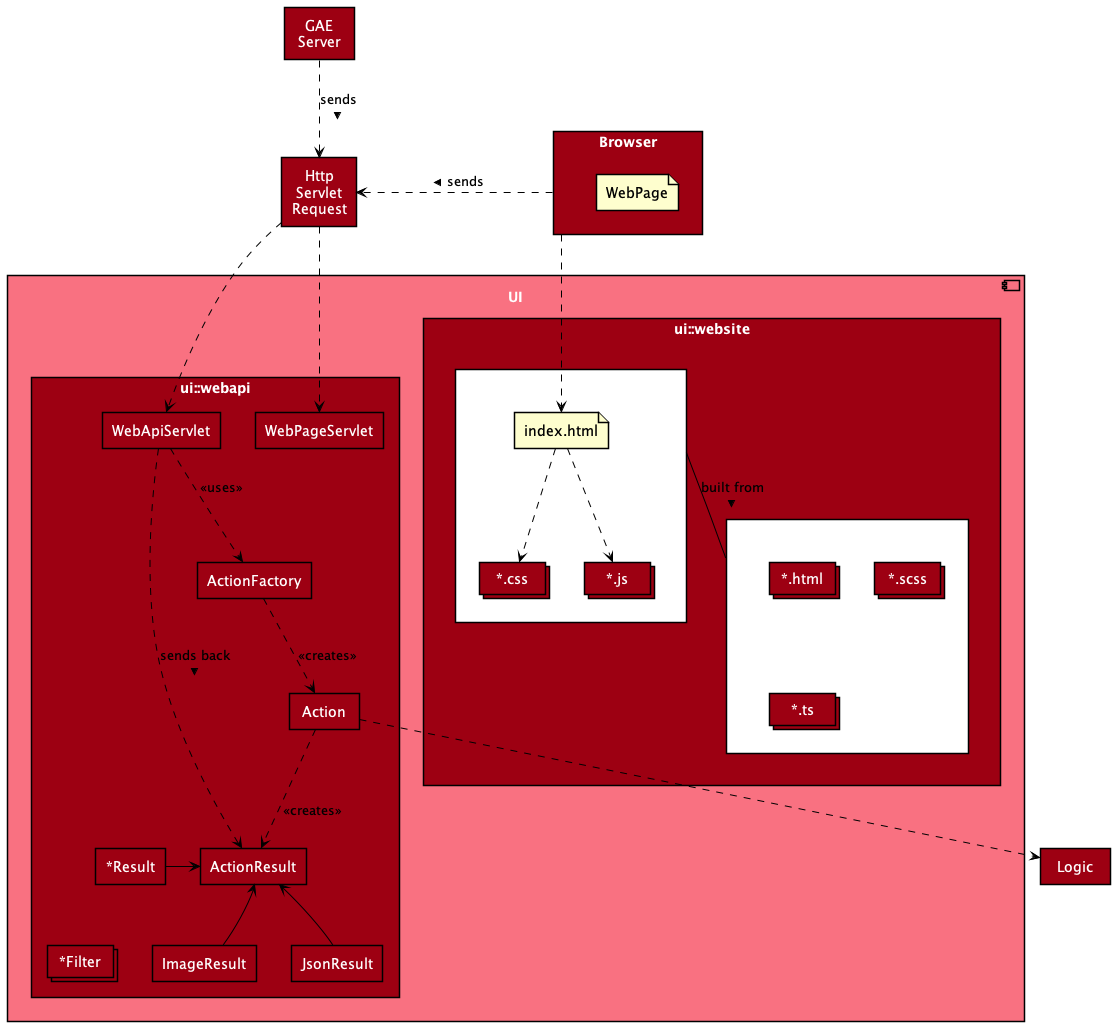 GAE
Server
sends
Http
Servlet
Request
sends
Browser
WebPage
UI
ui::website
ui::webapi
WebApiServlet
WebPageServlet
index.html
«uses»
built from
ActionFactory
*.css
*.js
*.html
*.scss
sends back
«creates»
Action
*.ts
«creates»
*Result
ActionResult
Logic
*Filter
ImageResult
JsonResult